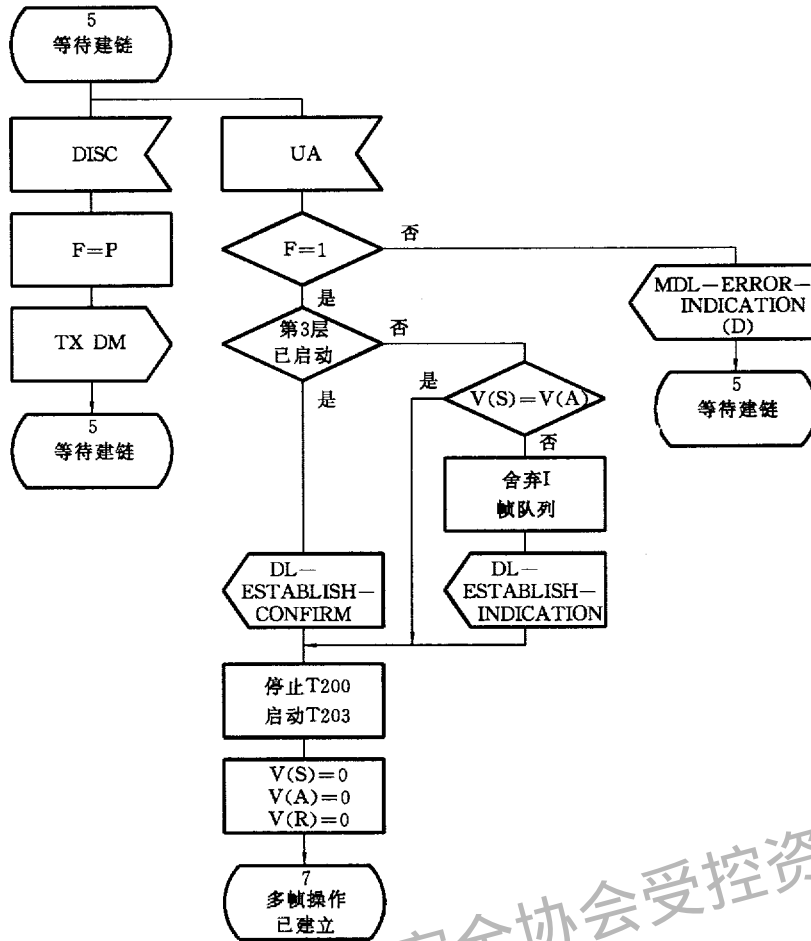 5
等待建链
DISC
UA
F=P
F=1
否
是
TX DM
MDL-ERROR-
INDICATION
(D)
第3层
已启动
否
是
5
等待建链
V(S)=V(A)
是
否
5
等待建链
舍弃I
帧队列
DL-
ESTABLISH-
CONFIRM
DL-
ESTABLISH-
INDICATION
停止T200
启动T203
V(S)=0
V(A)=0
V(R)=0
7
多帧操作
已建立
安全协会受控资